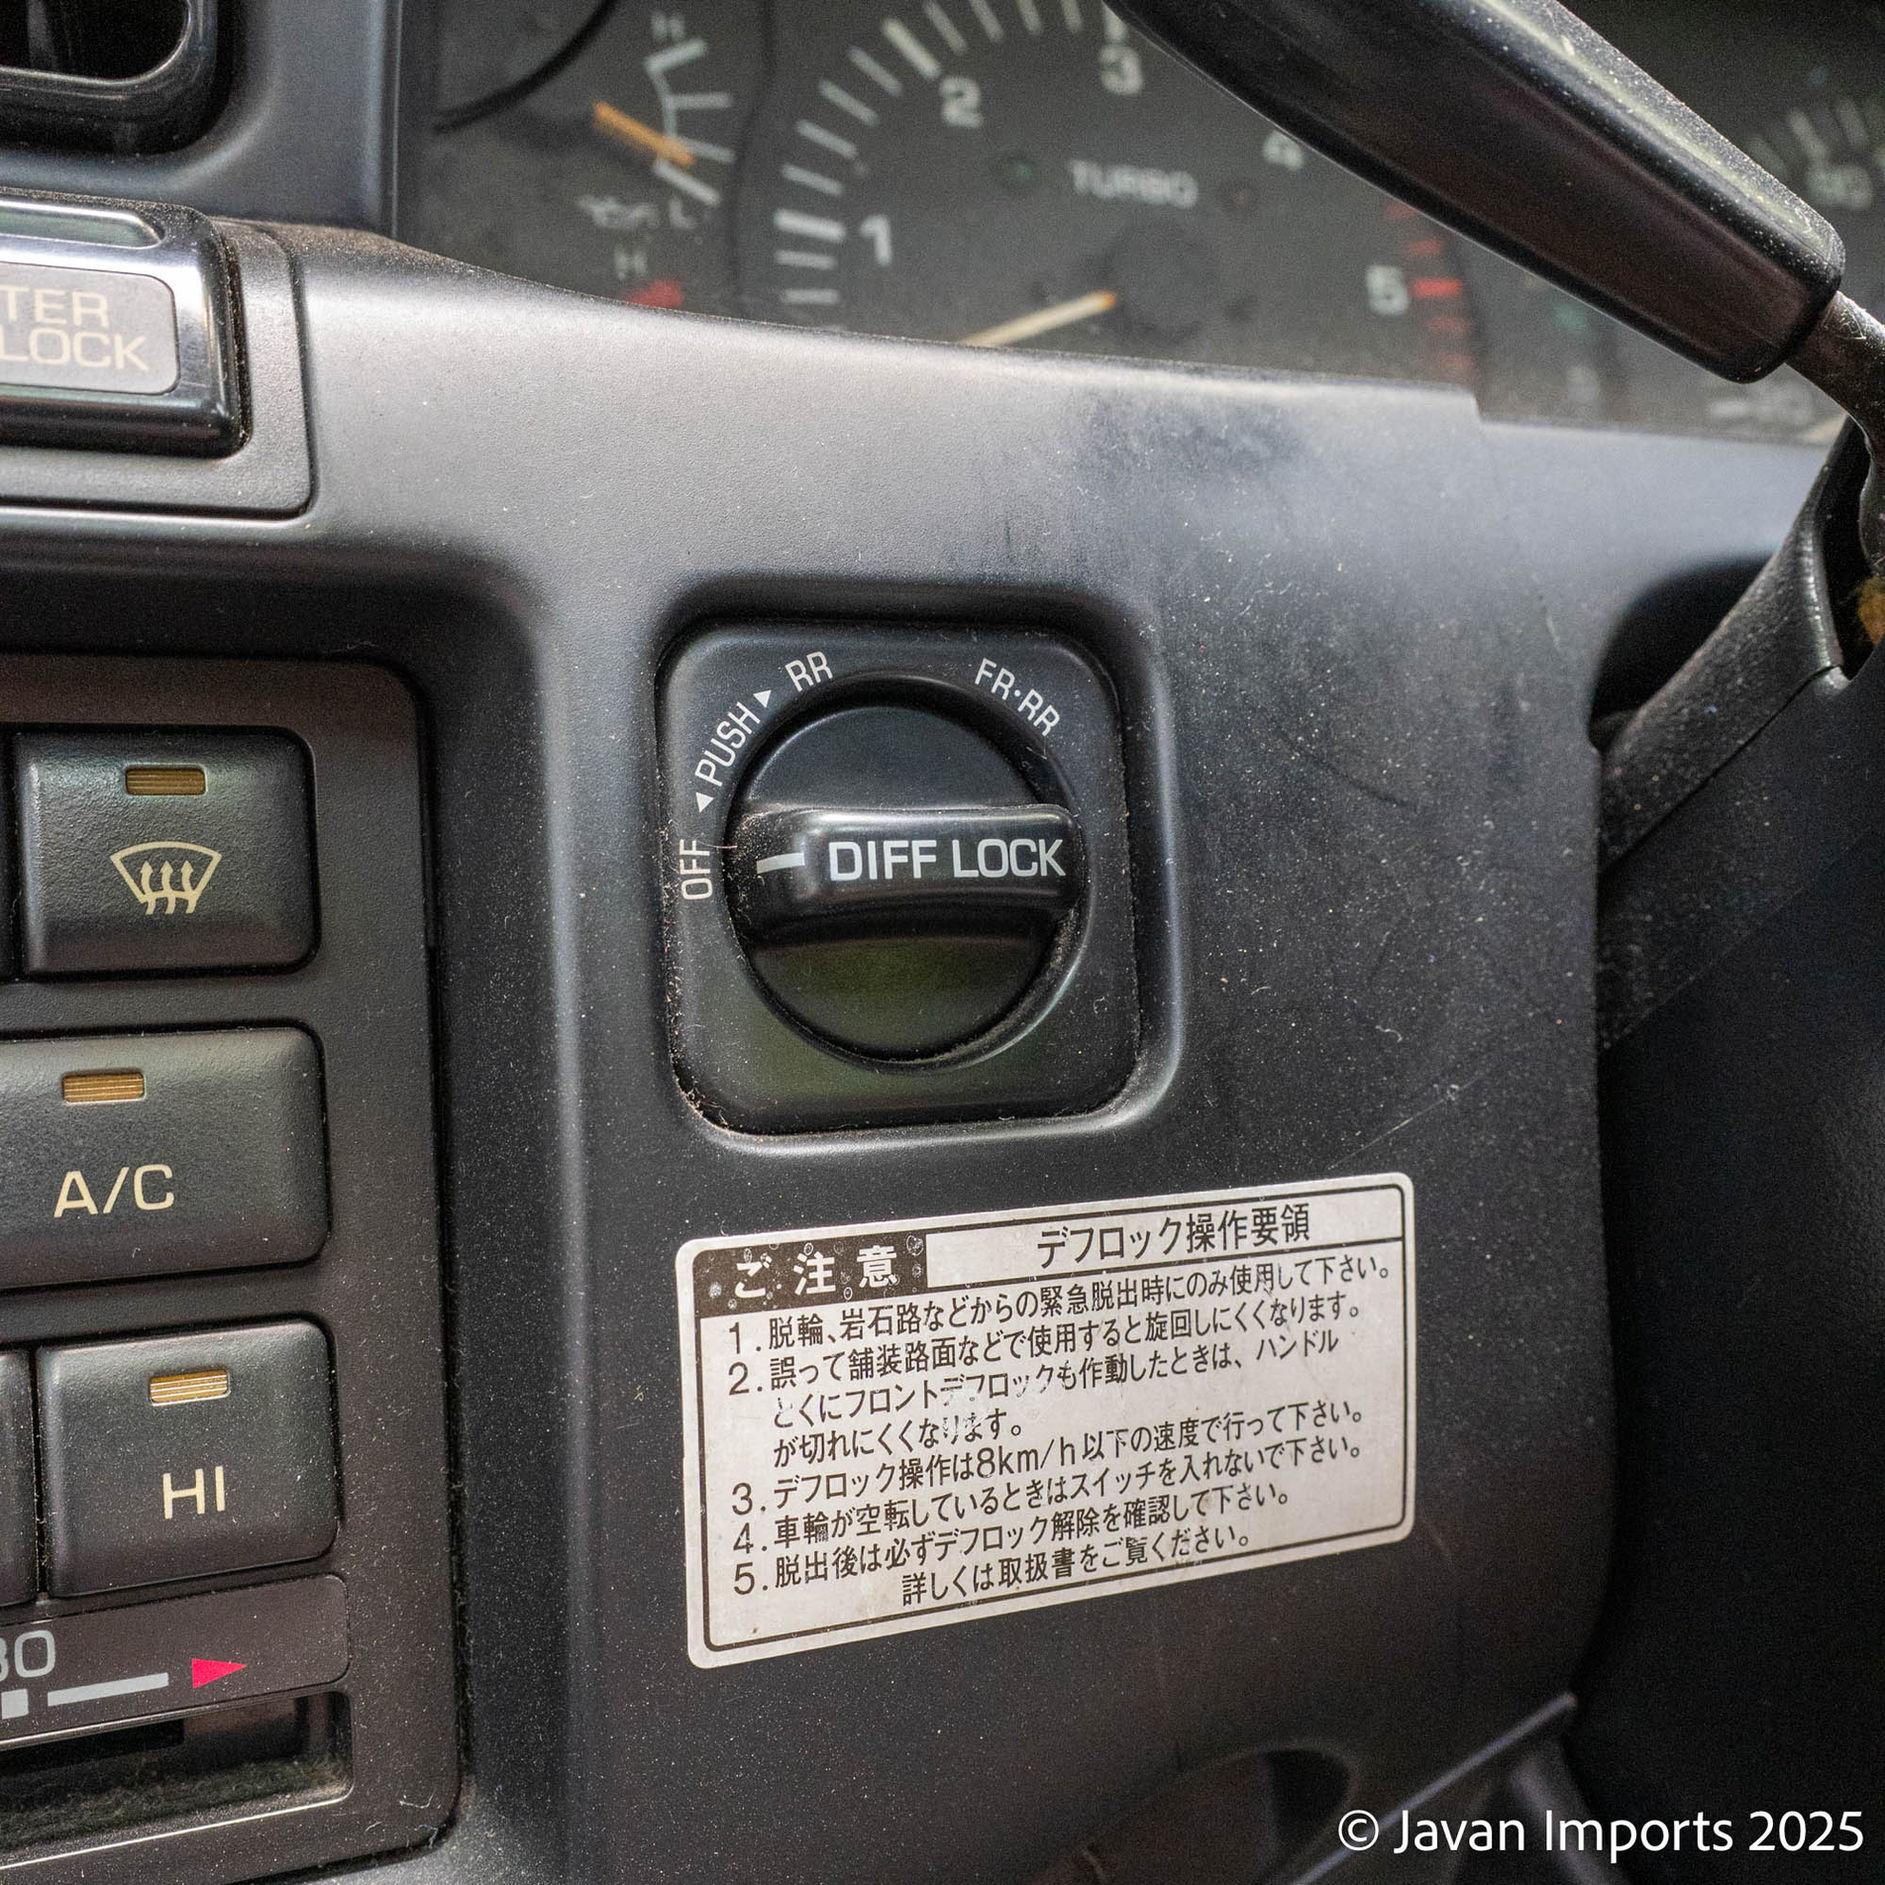 H
2
3
4
TURBO
1
L
H
5
TER
LOCK
RR
FR·RR
◄PUSH►
OFF
DIFF LOCK
A/C
HI
ご注意
デフロック操作要領
1. 脱輪、岩石路などからの緊急脱出時にのみ使用して下さい。
2. 誤って舗装路面などで使用すると旋回しにくくなります。
とくにフロントデフロックも作動したときは、ハンドル
が切れにくくなります。
3. デフロック操作は8km/h以下の速度で行って下さい。
4. 車輪が空転しているときはスイッチを入れないで下さい。
5. 脱出後は必ずデフロック解除を確認して下さい。
詳しくは取扱書をご覧ください。
© Javan Imports 2025